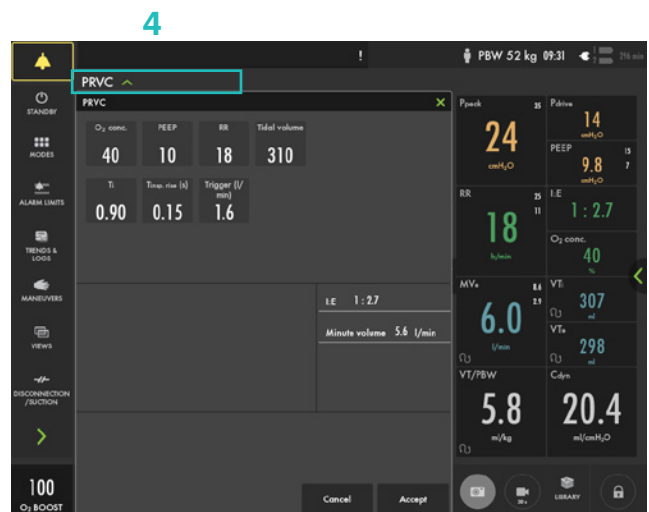 4
! PBW 52 kg 09:31 296 min
PRVC
STANDBY
MODES
ALARM LIMITS
TRENDS &
LOGS
MANEUVERS
VIEWS
DISCONNECTION
/SUCTION
100
O₂ BOOST
PRVC
O₂ conc. PEEP RR Tidal volume
40 10 18 310
Ti Tinsp. rise (s) Trigger (l/
min)
0.90 0.15 1.6
I:E 1 : 2.7
Minute volume 5.6 l/min
Cancel Accept
Ppeak 35
24
cmH₂O
Pdrive
14
cmH₂O
PEEP 15
9.8 7
cmH₂O
RR 25
11
18
b/min
I:E
1 : 2.7
O₂ conc.
40
%
MVe 8.6
2.9
6.0
l/min
VTi
307
ml
VTe
298
ml
VT/PBW
5.8
ml/kg
Cdyn
20.4
ml/cmH₂O
30 s
LIBRARY